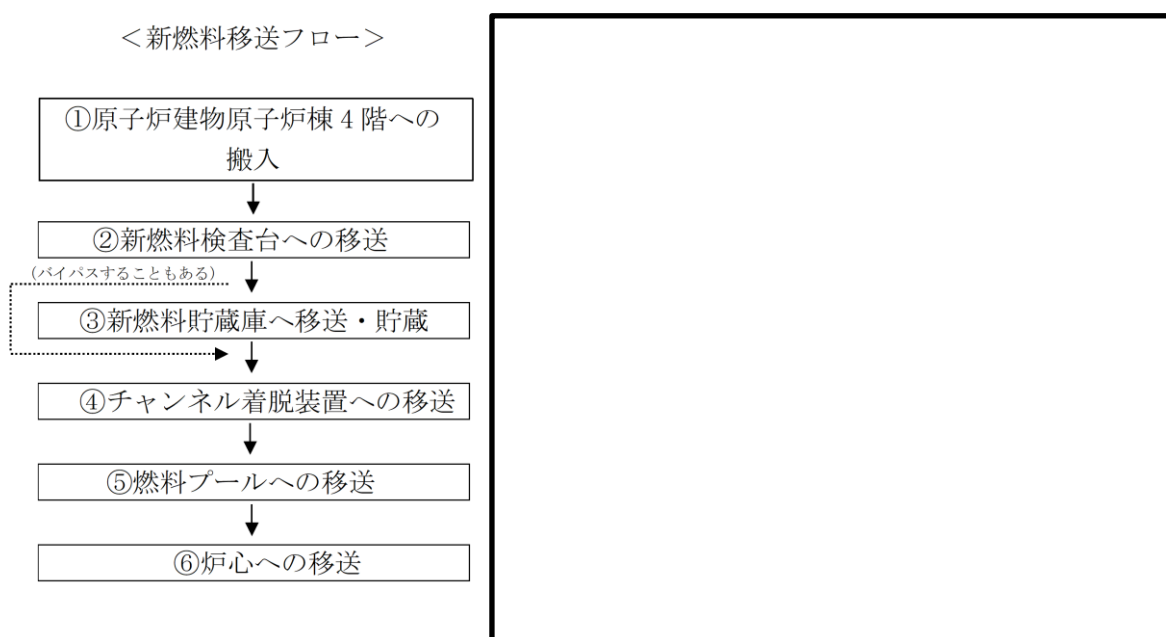 ＜新燃料移送フロー＞
①原子炉建物原子炉棟４階への
搬入
②新燃料検査台への移送
(バイパスすることもある)
③新燃料貯蔵庫へ移送・貯蔵
④チャンネル着脱装置への移送
⑤燃料プールへの移送
⑥炉心への移送